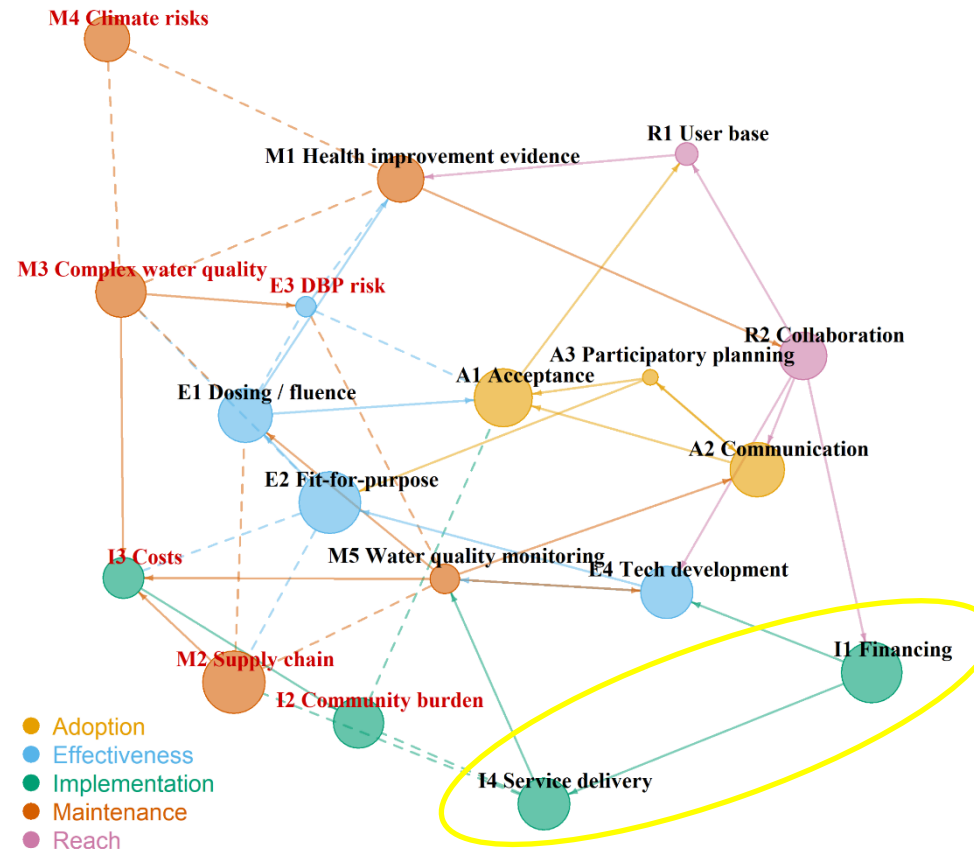 M4 Climate risks
R1 User base
M1 Health improvement evidence
M3 Complex water quality
E3 DBP risk
R2 Collaboration
A3 Participatory planning
A1 Acceptance
E1 Dosing / fluence
A2 Communication
E2 Fit-for-purpose
I3 Costs
M5 Water quality monitoring
E4 Tech development
I1 Financing
M2 Supply chain
I2 Community burden
I4 Service delivery
Adoption
Effectiveness
Implementation
Maintenance
Reach